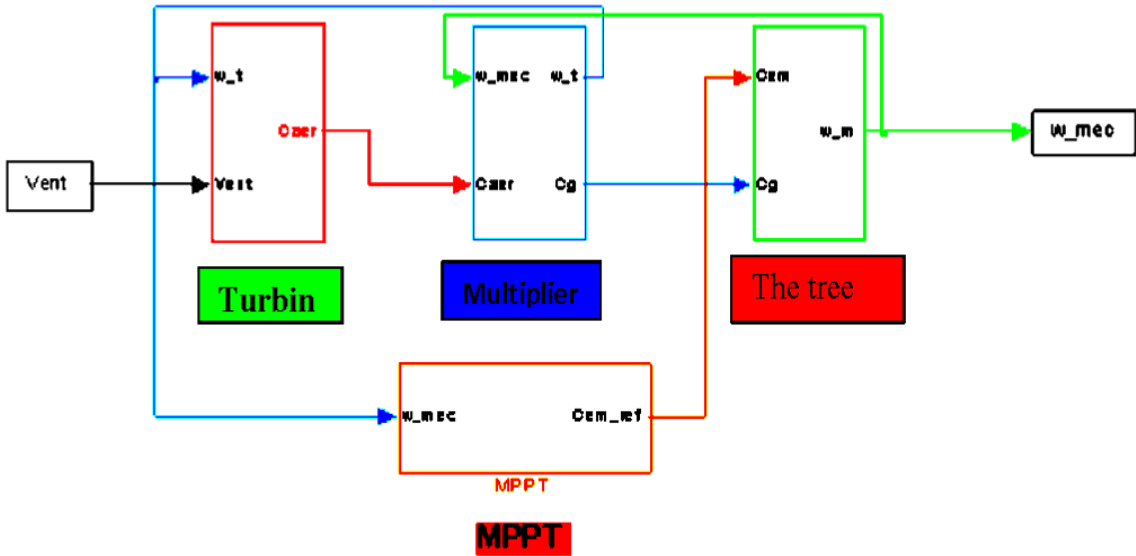 w_t
Caer
Vent
w_mec
w_t
Caer
Cg
Cem
w_m
Cg
w_mec
Vent
Turbin
Multiplier
The tree
w_mec
Cem_ref
MPPT
MPPT